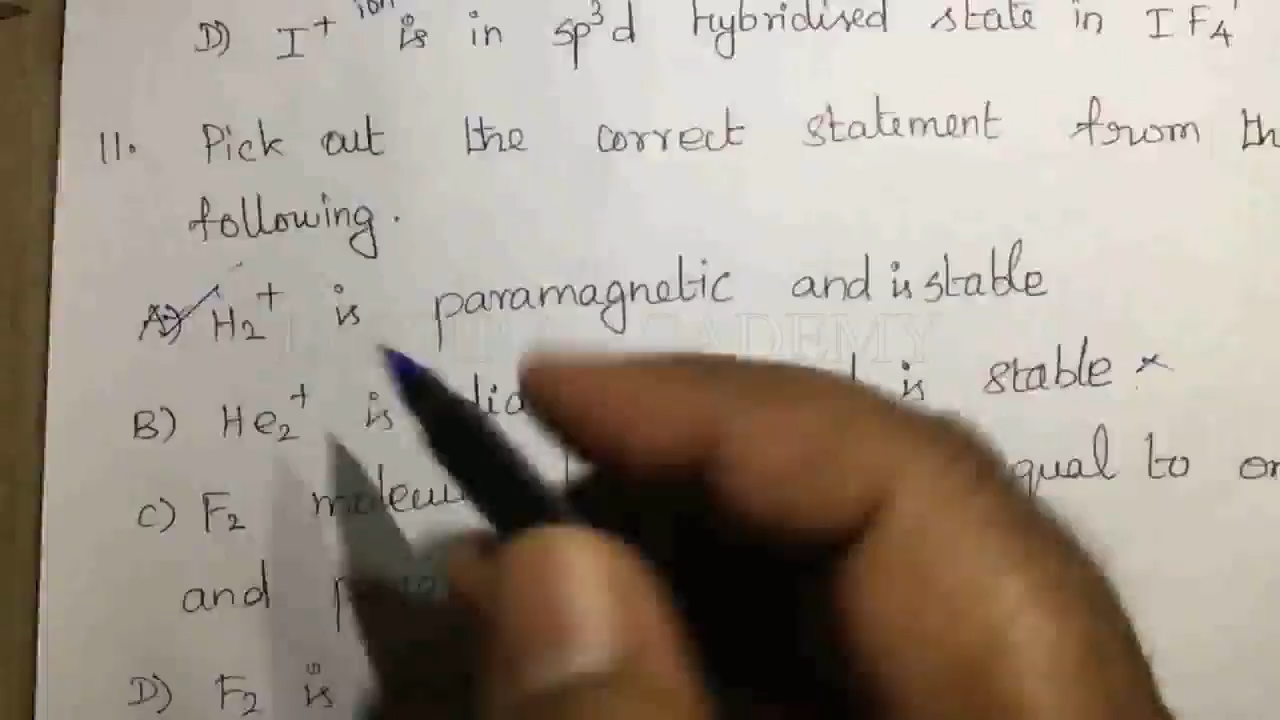 D) I⁺ ion is in sp³d hybridised state in IF₄
11. Pick out the correct statement from th
following.
A) H₂⁺ is paramagnetic and is stable
B) He₂⁺ is dia is stable ×
C) F₂ qual to on
and
D) F₂ is